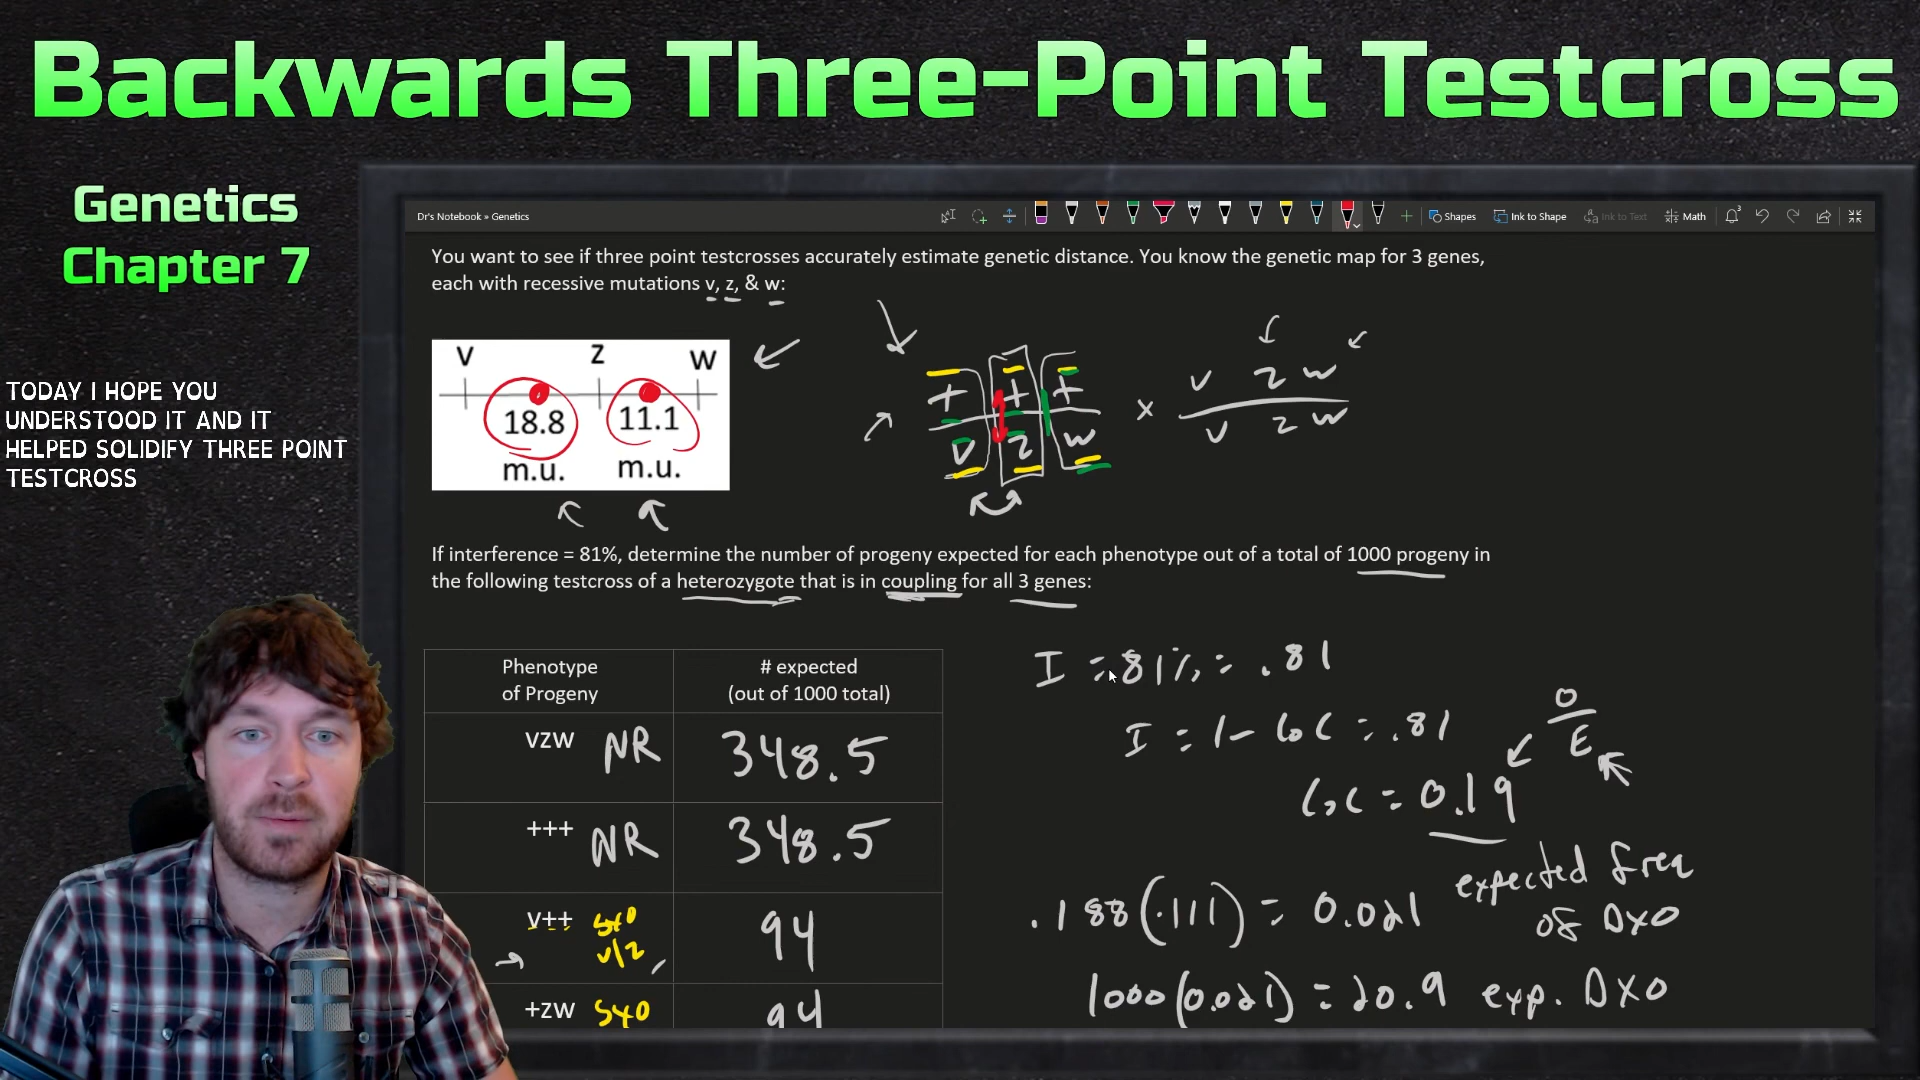 Backwards Three-Point Testcross
Genetics
Chapter 7
TODAY I HOPE YOU
UNDERSTOOD IT AND IT
HELPED SOLIDIFY THREE POINT
TESTCROSS
Dr's Notebook » Genetics
Shapes
Ink to Shape
Ink to Text
Math
3
You want to see if three point testcrosses accurately estimate genetic distance. You know the genetic map for 3 genes,
each with recessive mutations v, z, & w:
V Z W
18.8 11.1
m.u. m.u.
+ + +
v z w
x
v z w
v z w
If interference = 81%, determine the number of progeny expected for each phenotype out of a total of 1000 progeny in
the following testcross of a heterozygote that is in coupling for all 3 genes:
Phenotype
of Progeny
# expected
(out of 1000 total)
vzw NR 348.5
+++ NR 348.5
v++ SXO
v/z
94
+zw SXO 94
I = 81% = .81
I = 1 - CoC = .81
O
E
CoC = 0.19
.188(.111) = 0.021
expected freq
of DXO
1000(0.021) = 20.9 exp. DXO